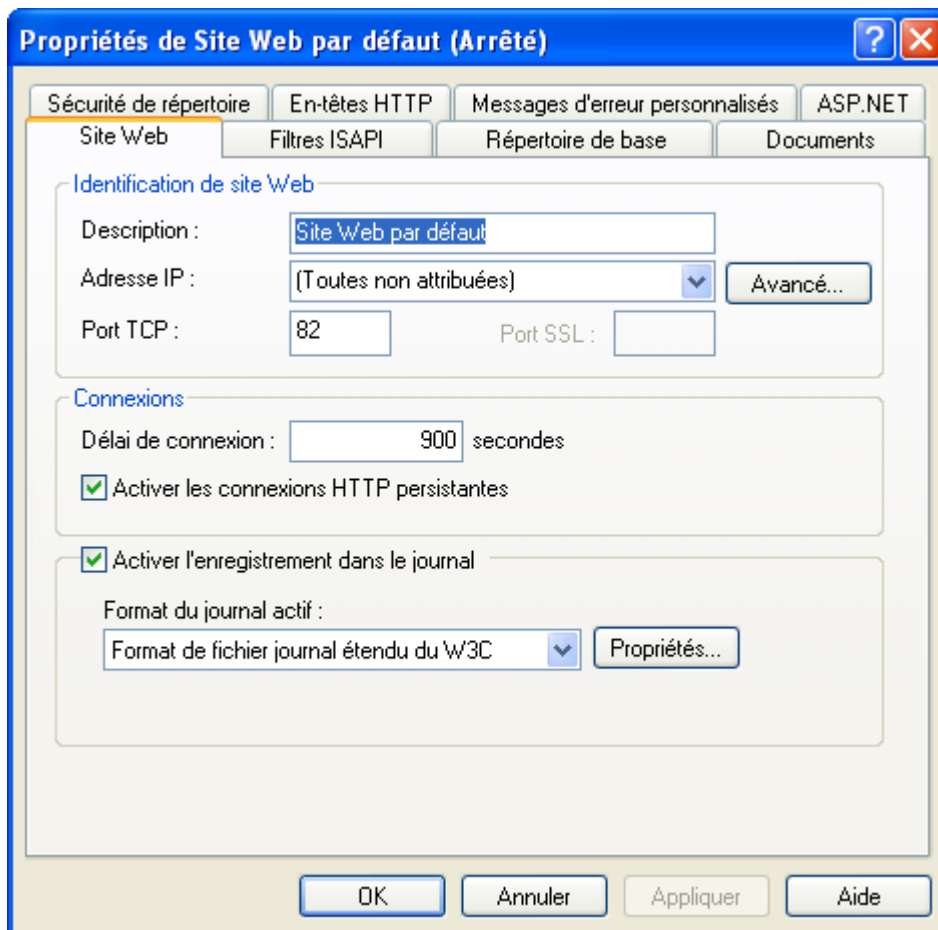 Propriétés de Site Web par défaut (Arrêté)
Sécurité de répertoire En-têtes HTTP Messages d'erreur personnalisés ASP.NET
Site Web Filtres ISAPI Répertoire de base Documents
Identification de site Web
Description : Site Web par défaut
Adresse IP : (Toutes non attribuées) Avancé...
Port TCP : 82 Port SSL :
Connexions
Délai de connexion : 900 secondes
Activer les connexions HTTP persistantes
Activer l'enregistrement dans le journal
Format du journal actif :
Format de fichier journal étendu du W3C Propriétés...
OK Annuler Appliquer Aide